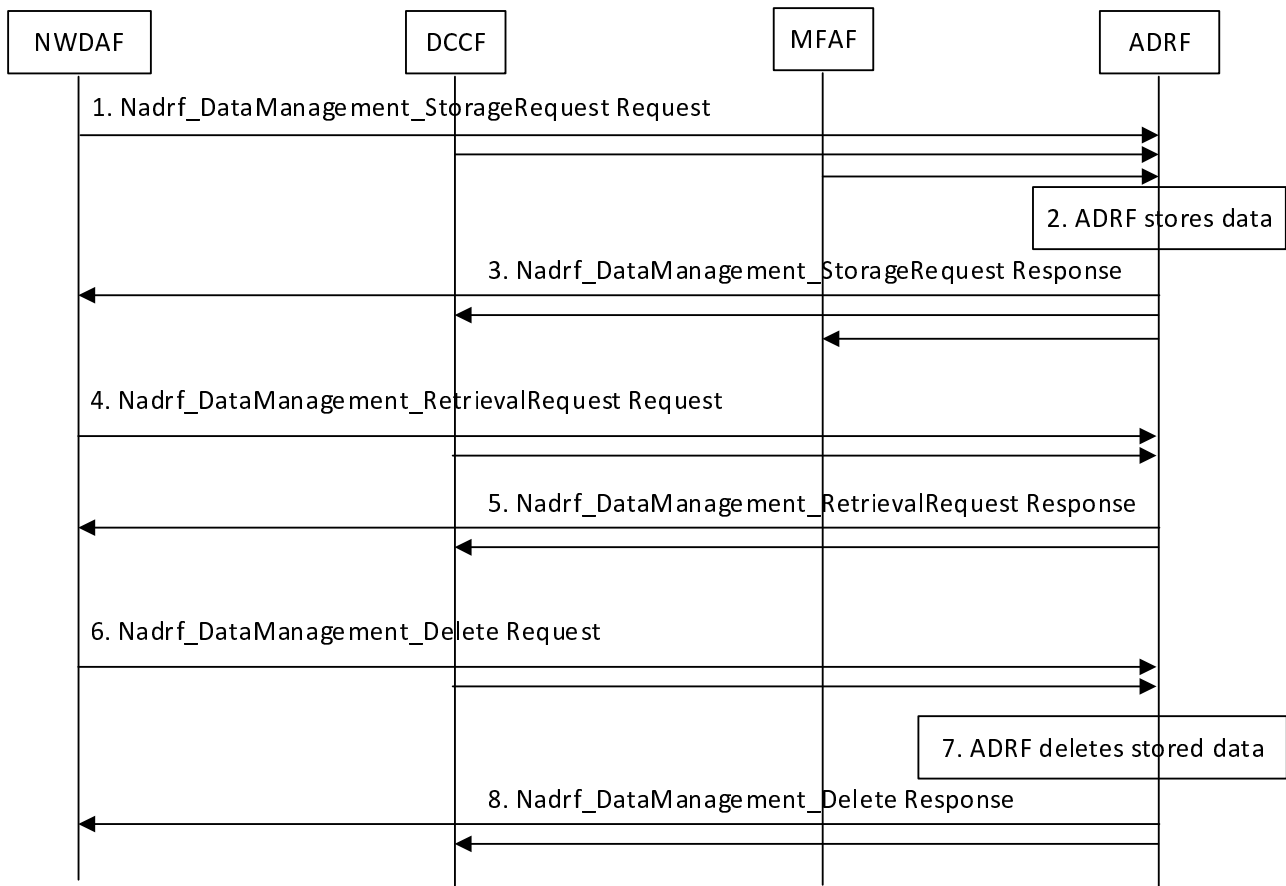 NWDAF
DCCF
MFAF
ADRF
1. Nadrf_DataManagement_StorageRequest Request
2. ADRF stores data
3. Nadrf_DataManagement_StorageRequest Response
4. Nadrf_DataManagement_RetrievalRequest Request
5. Nadrf_DataManagement_RetrievalRequest Response
6. Nadrf_DataManagement_Delete Request
7. ADRF deletes stored data
8. Nadrf_DataManagement_Delete Response